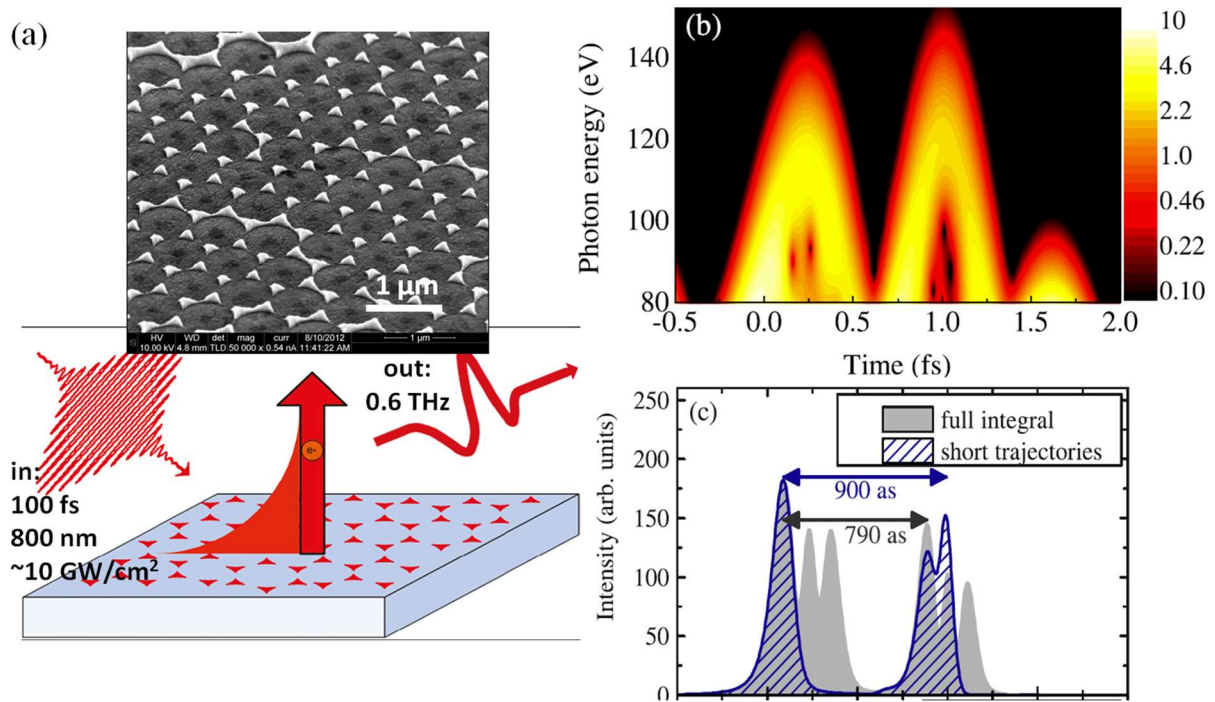 (a)
1 µm
HV WD det mag curr 8/10/2012
10.00 kV 4.8 mm TLD 50 000 x 0.54 nA 11:41:22 AM
1 µm
in:
100 fs
800 nm
~10 GW/cm²
e-
out:
0.6 THz
(b)
Photon energy (eV)
140
120
100
80
-0.5 0.0 0.5 1.0 1.5 2.0
Time (fs)
10
4.6
2.2
1.0
0.46
0.22
0.10
(c)
Intensity (arb. units)
250
200
150
100
50
0
full integral
short trajectories
900 as
790 as